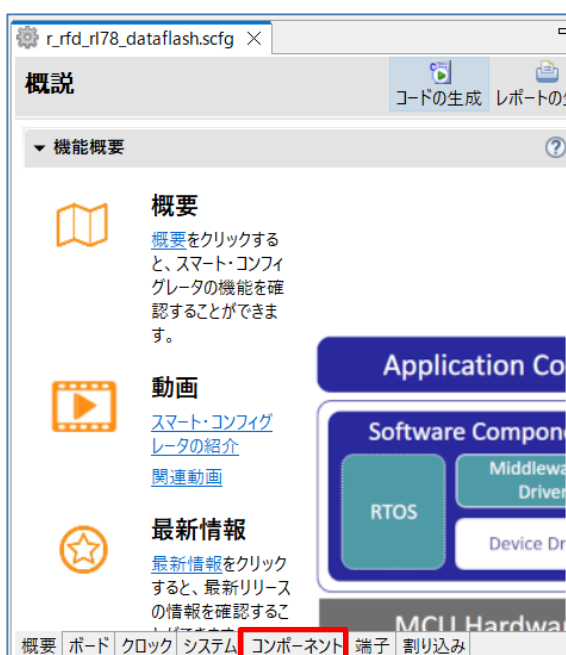 r_rfd_rl78_dataflash.scfg
概説
コードの生成 レポートの
機能概要
概要
概要をクリックする
と、スマート・コンフィ
グレータの機能を確
認することができま
す。
動画
スマート・コンフィグ
レータの紹介
関連動画
最新情報
最新情報をクリック
すると、最新リリース
の情報を確認するこ
Application Co
Software Compon
Middlewa
Driver
RTOS
Device Dr
MCU Hardwar
概要 ボード クロック システム コンポーネント 端子 割り込み